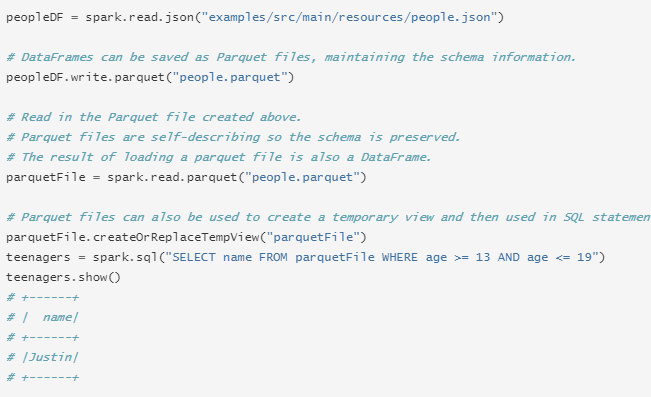 peopleDF = spark.read.json("examples/src/main/resources/people.json")
# DataFrames can be saved as Parquet files, maintaining the schema information.
peopleDF.write.parquet("people.parquet")
# Read in the Parquet file created above.
# Parquet files are self-describing so the schema is preserved.
# The result of loading a parquet file is also a DataFrame.
parquetFile = spark.read.parquet("people.parquet")
# Parquet files can also be used to create a temporary view and then used in SQL statemen
parquetFile.createOrReplaceTempView("parquetFile")
teenagers = spark.sql("SELECT name FROM parquetFile WHERE age >= 13 AND age <= 19")
teenagers.show()
# +------+
# |  name|
# +------+
# |Justin|
# +------+